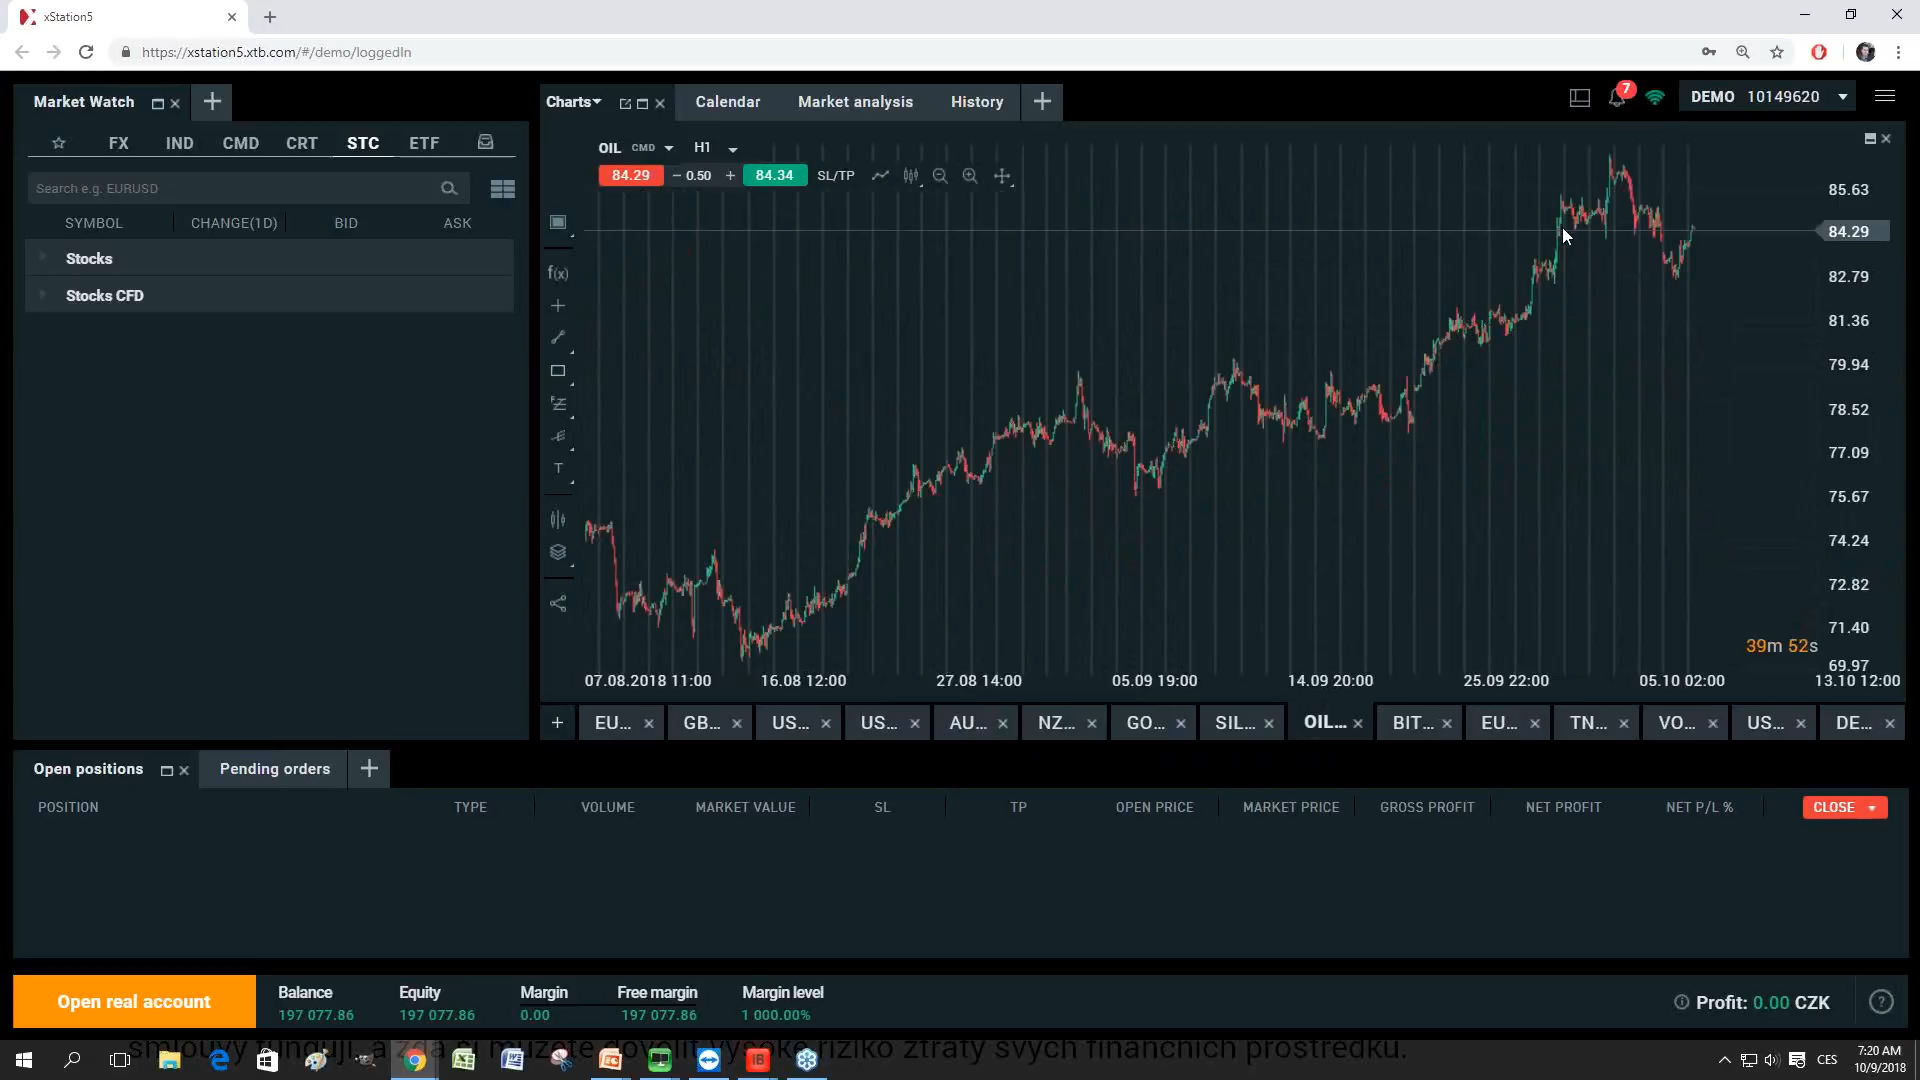 xStation5
https://xstation5.xtb.com/#/demo/loggedIn
Market Watch
Charts
Calendar
Market analysis
History
7
DEMO 10149620
FX IND CMD CRT STC ETF
Search e.g. EURUSD
SYMBOL CHANGE(1D) BID ASK
Stocks
Stocks CFD
OIL CMD H1
84.29 − 0.50 + 84.34 SL/TP
f(x)
T
85.63
84.29
82.79
81.36
79.94
78.52
77.09
75.67
74.24
72.82
71.40
69.97
39m 52s
07.08.2018 11:00 16.08 12:00 27.08 14:00 05.09 19:00 14.09 20:00 25.09 22:00 05.10 02:00 13.10 12:00
EU... GB... US... US... AU... NZ... GO... SIL... OIL... BIT... EU... TN... VO... US... DE...
Open positions
Pending orders
POSITION TYPE VOLUME MARKET VALUE SL TP OPEN PRICE MARKET PRICE GROSS PROFIT NET PROFIT NET P/L % CLOSE
Open real account
Balance Equity Margin Free margin Margin level
197 077.86 197 077.86 0.00 197 077.86 1 000.00%
Profit: 0.00 CZK
riziko ztráty svých finančních prostředků.
CES
7:20 AM
10/9/2018